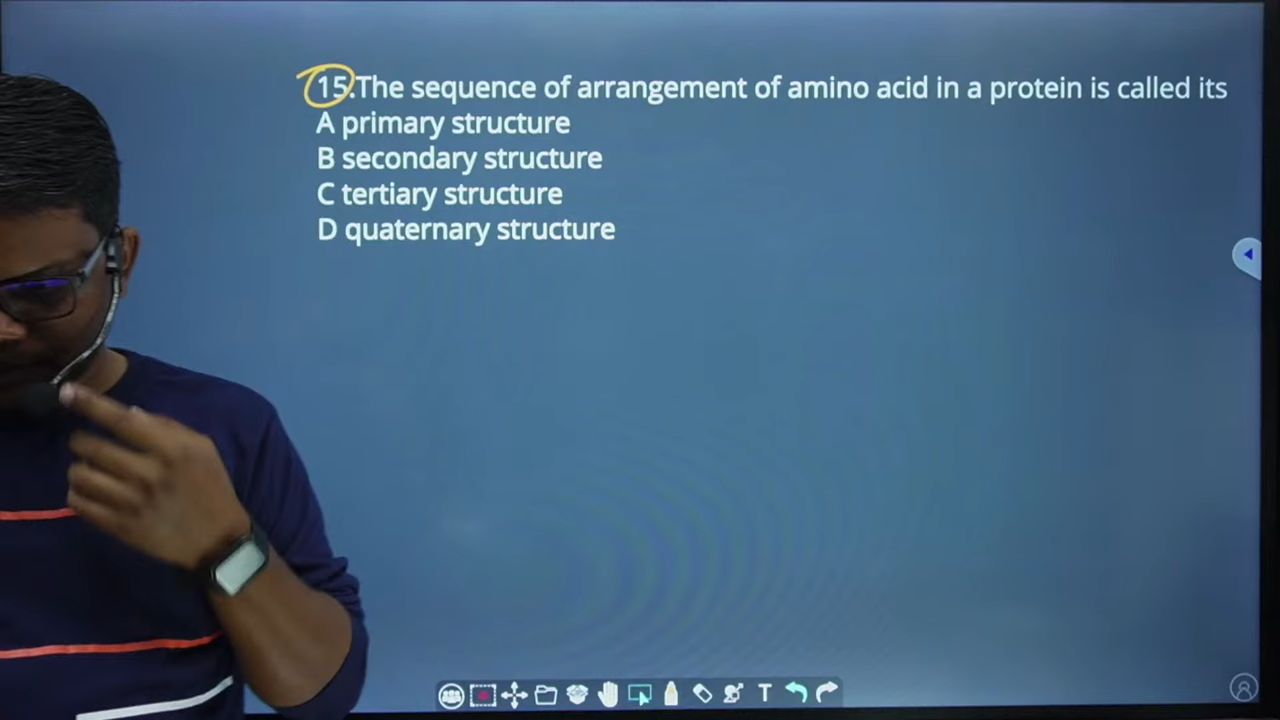 15.The sequence of arrangement of amino acid in a protein is called its
A primary structure
B secondary structure
C tertiary structure
D quaternary structure
T